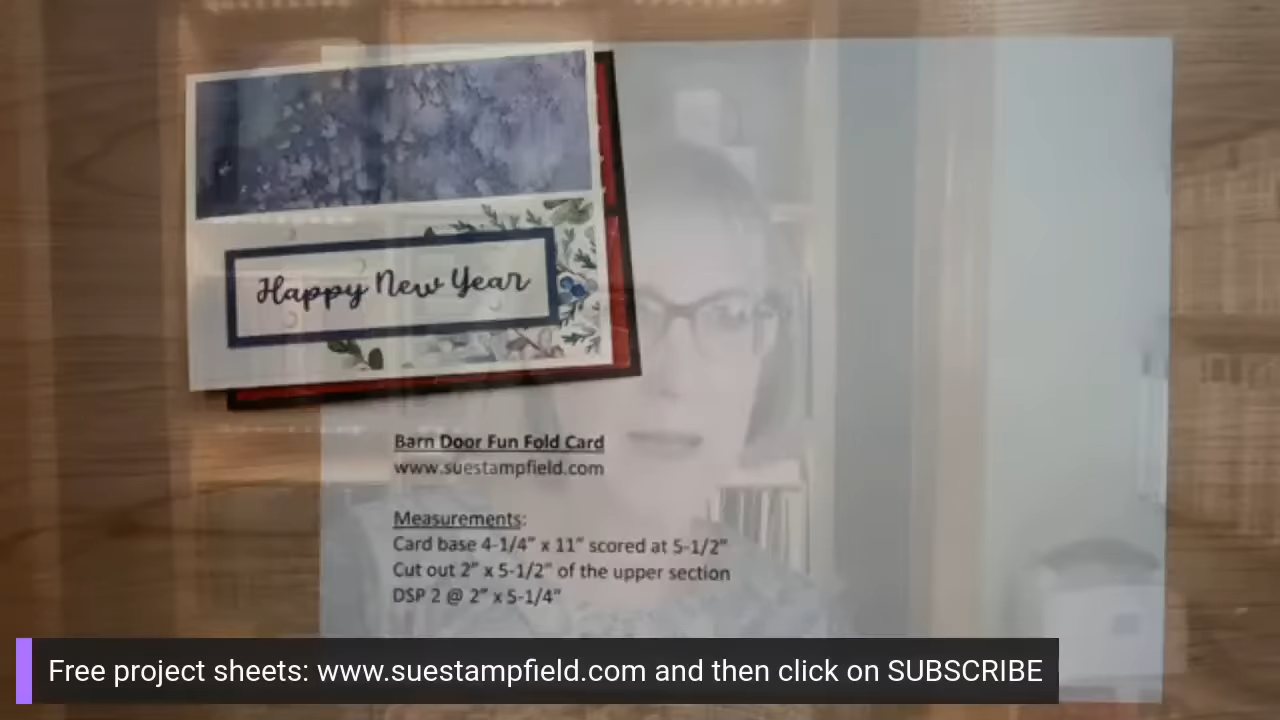 Happy New Year
Barn Door Fun Fold Card
www.suestampfield.com
Measurements:
Card base 4-1/4" x 11" scored at 5-1/2"
Cut out 2" x 5-1/2" of the upper section
DSP 2 @ 2" x 5-1/4"
Free project sheets: www.suestampfield.com and then click on SUBSCRIBE